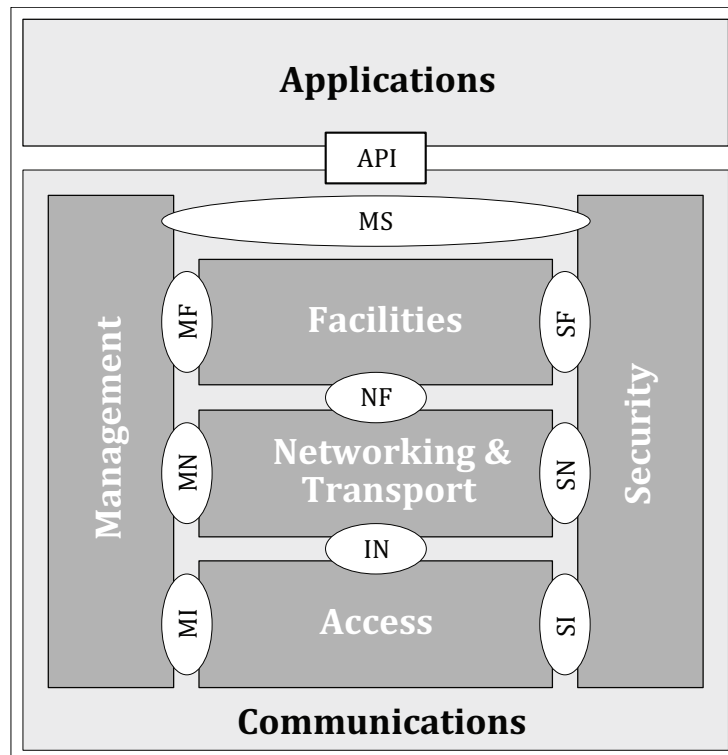 Applications
API
MS
Management
MF
Facilities
SF
Security
NF
MN
Networking &
Transport
SN
IN
MI
Access
SI
Communications